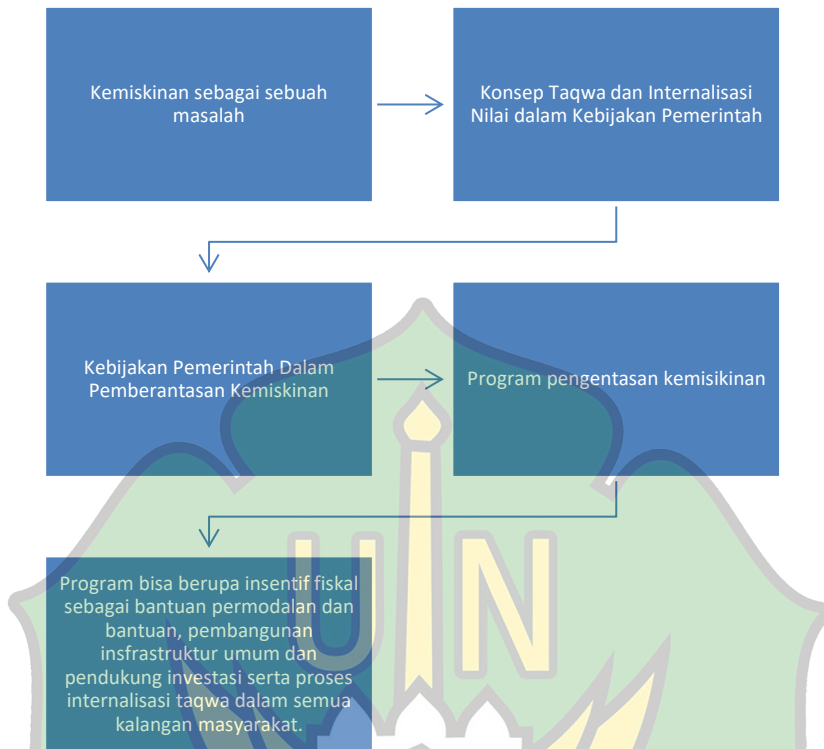 Kemiskinan sebagai sebuah
masalah
Konsep Taqwa dan Internalisasi
Nilai dalam Kebijakan Pemerintah
Kebijakan Pemerintah Dalam
Pemberantasan Kemiskinan
Program pengentasan kemisikinan
Program bisa berupa insentif fiskal
sebagai bantuan permodalan dan
bantuan, pembangunan
insfrastruktur umum dan
pendukung investasi serta proses
internalisasi taqwa dalam semua
kalangan masyarakat.
UIN